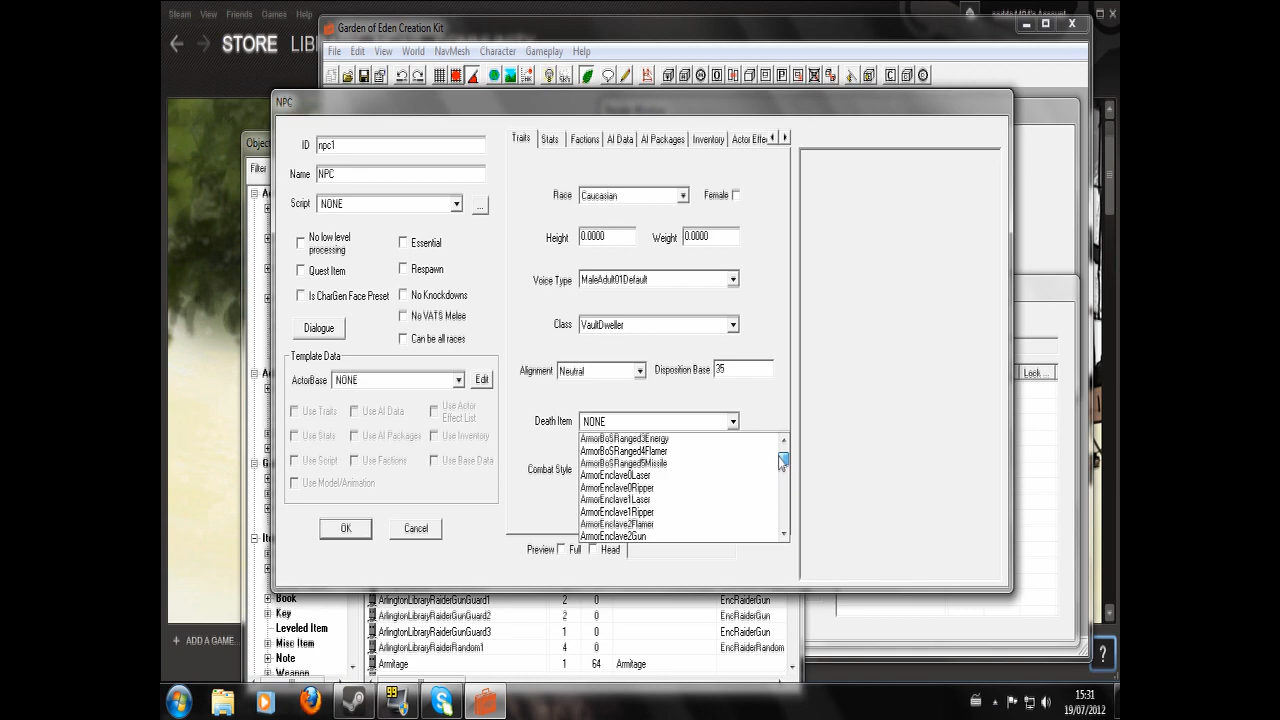 Steam View Friends Games Help
STORE LIB
Garden of Eden Creation Kit
File Edit View World NavMesh Character Gameplay Help
NPC
Objec
Filter
ID npc1
Name NPC
Script NONE ...
No low level
processing
Essential
Quest Item
Respawn
Is CharGen Face Preset
No Knockdowns
No VATS Melee
Dialogue
Can be all races
Template Data
ActorBase NONE Edit
Use Traits Use AI Data Use Actor
Effect List
Use Stats Use AI Packages Use Inventory
Use Script Use Factions Use Base Data
Use Model/Animation
OK Cancel
Traits Stats Factions AI Data AI Packages Inventory Actor Effe
Race Caucasian Female
Height 0.0000 Weight 0.0000
Voice Type MaleAdult01Default
Class VaultDweller
Alignment Neutral Disposition Base 35
Death Item NONE
ArmorBoSRanged3Energy
ArmorBoSRanged4Flamer
ArmorBoSRanged5Missile
Combat Style
ArmorEnclave0Laser
ArmorEnclave0Ripper
ArmorEnclave1Laser
ArmorEnclave1Ripper
ArmorEnclave2Flamer
ArmorEnclave2Gun
Preview Full Head
Lock ...
Book
Key
Leveled Item
Misc Item
Note
Weapon
ArlingtonLibraryRaiderGunGuard1 2 0 EncRaiderGun
ArlingtonLibraryRaiderGunGuard2 2 0 EncRaiderGun
ArlingtonLibraryRaiderGunGuard3 1 0 EncRaiderGun
ArlingtonLibraryRaiderRandom1 4 0 EncRaiderRandom
Armitage 1 64 Armitage
ADD A GAME...
?
99
15:31
19/07/2012